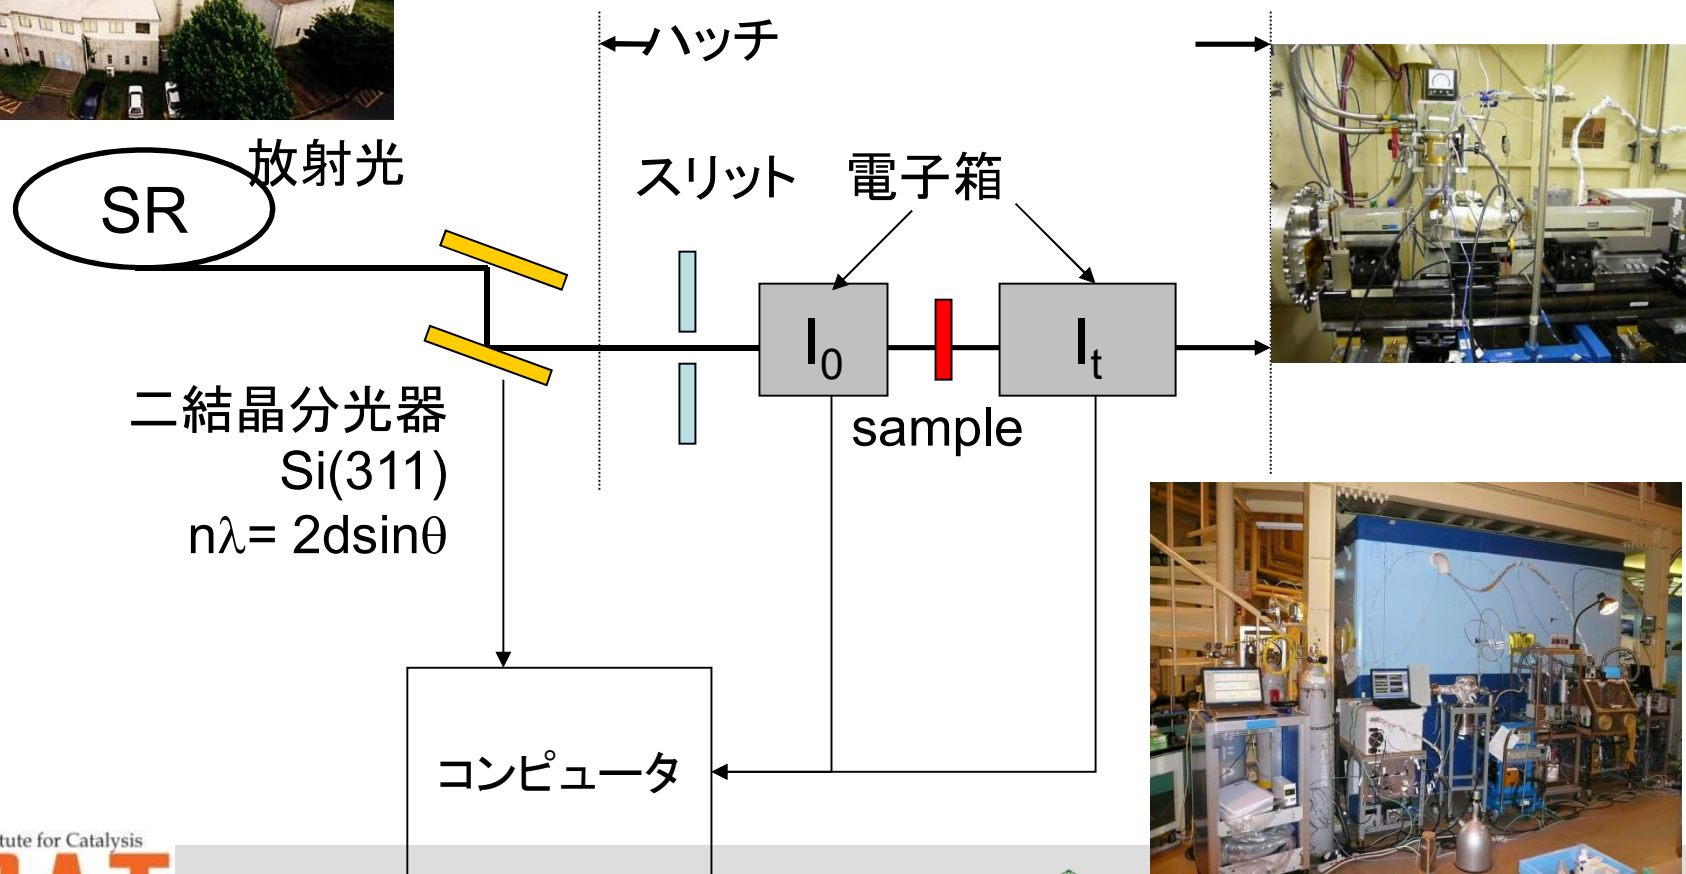 ハッチ
放射光
SR
スリット
電子箱
I0
It
sample
二結晶分光器
Si(311)
nλ= 2dsinθ
コンピュータ
tute for Catalysis